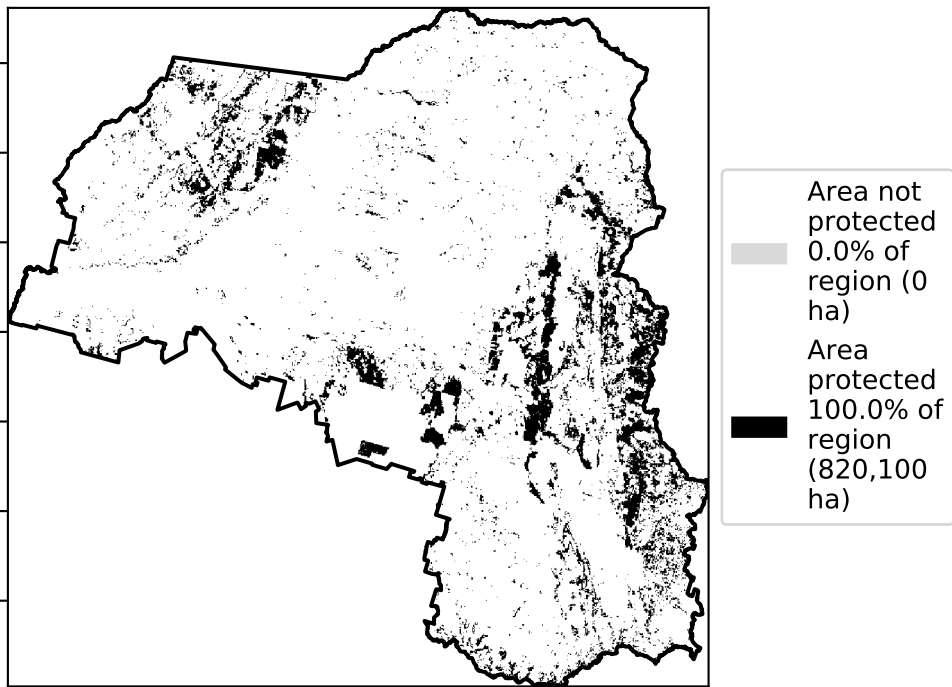 Area not
protected
0.0% of
region (0
ha)
Area
protected
100.0% of
region
(820,100
ha)